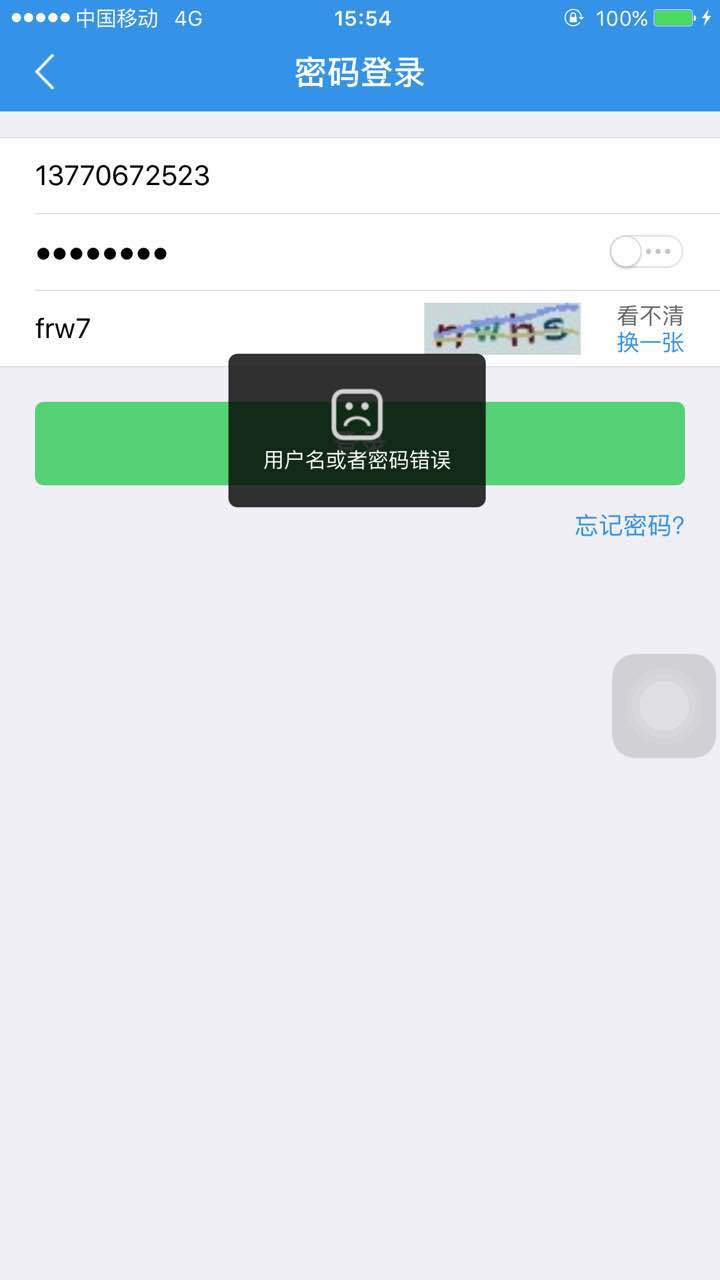 中国移动 4G 15:54 100%
密码登录
13770672523
••••••••
frw7
nwhs
看不清
换一张
用户名或者密码错误
忘记密码?